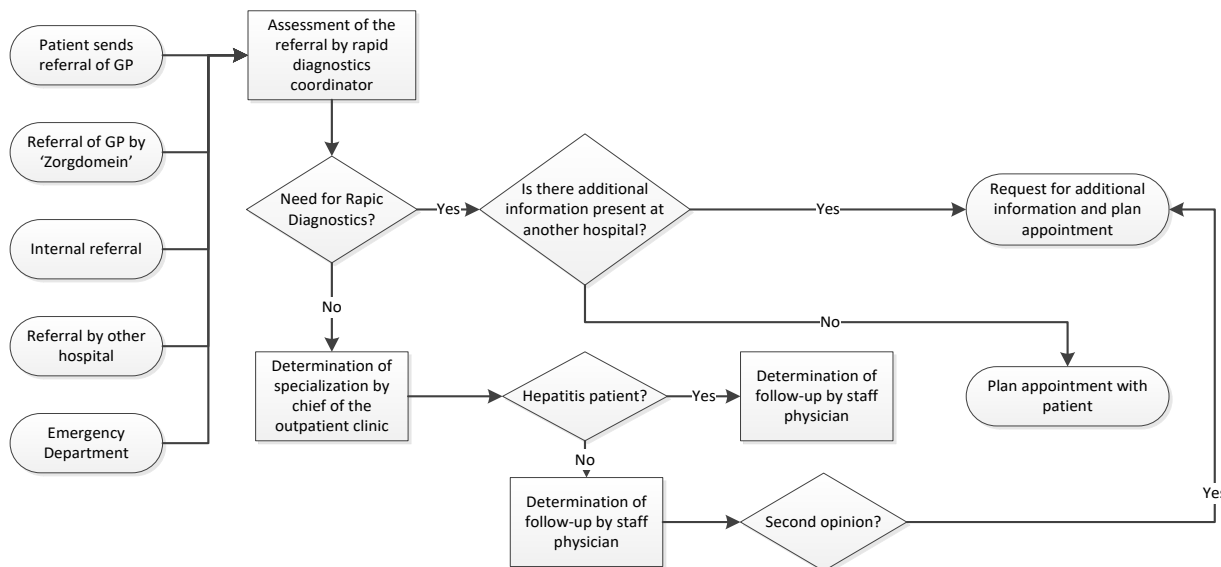 Patient sends
referral of GP
Assessment of the
referral by rapid
diagnostics
coordinator
Referral of GP by
‘Zorgdomein’
Need for Rapic
Diagnostics?
Yes
Is there additional
information present at
another hospital?
Yes
Request for additional
information and plan
appointment
Internal referral
No
No
Referral by other
hospital
Determination of
specialization by
chief of the
outpatient clinic
Hepatitis patient?
Yes
Determination of
follow-up by staff
physician
Plan appointment with
patient
Emergency
Department
No
Determination of
follow-up by staff
physician
Second opinion?
Yes